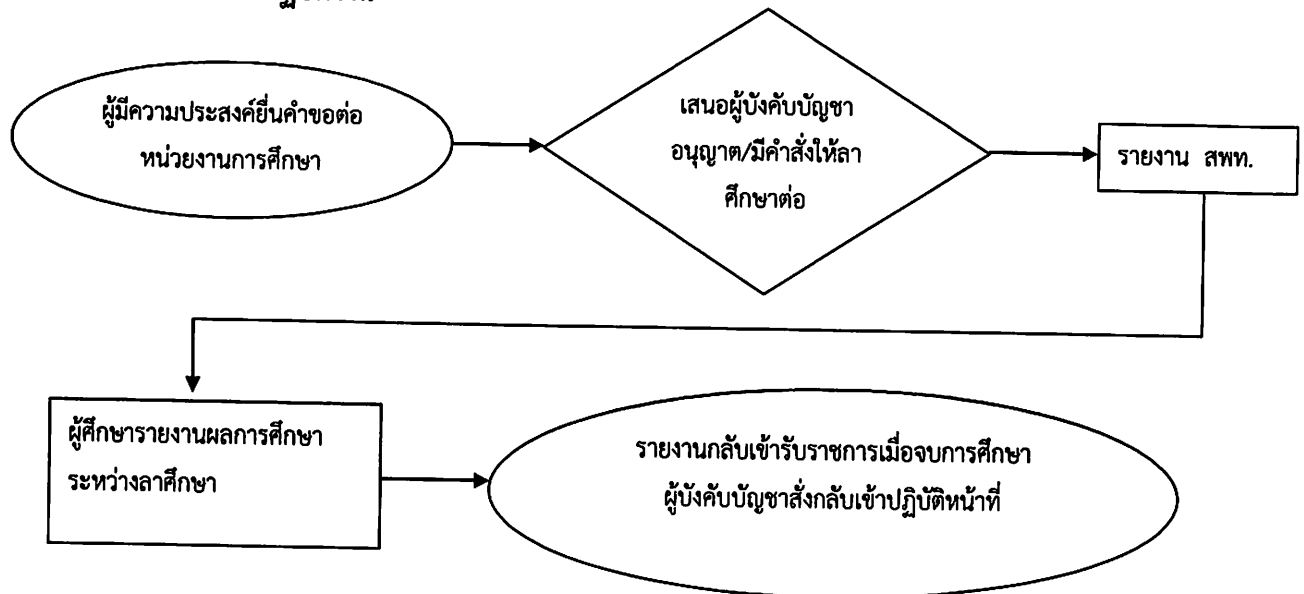 ผู้มีความประสงค์ยื่นคำขอต่อ
หน่วยงานการศึกษา
เสนอผู้บังคับบัญชา
อนุญาต/มีคำสั่งให้ลา
ศึกษาต่อ
รายงาน สพท.
ผู้ศึกษารายงานผลการศึกษา
ระหว่างลาศึกษา
รายงานกลับเข้ารับราชการเมื่อจบการศึกษา
ผู้บังคับบัญชาสั่งกลับเข้าปฏิบัติหน้าที่